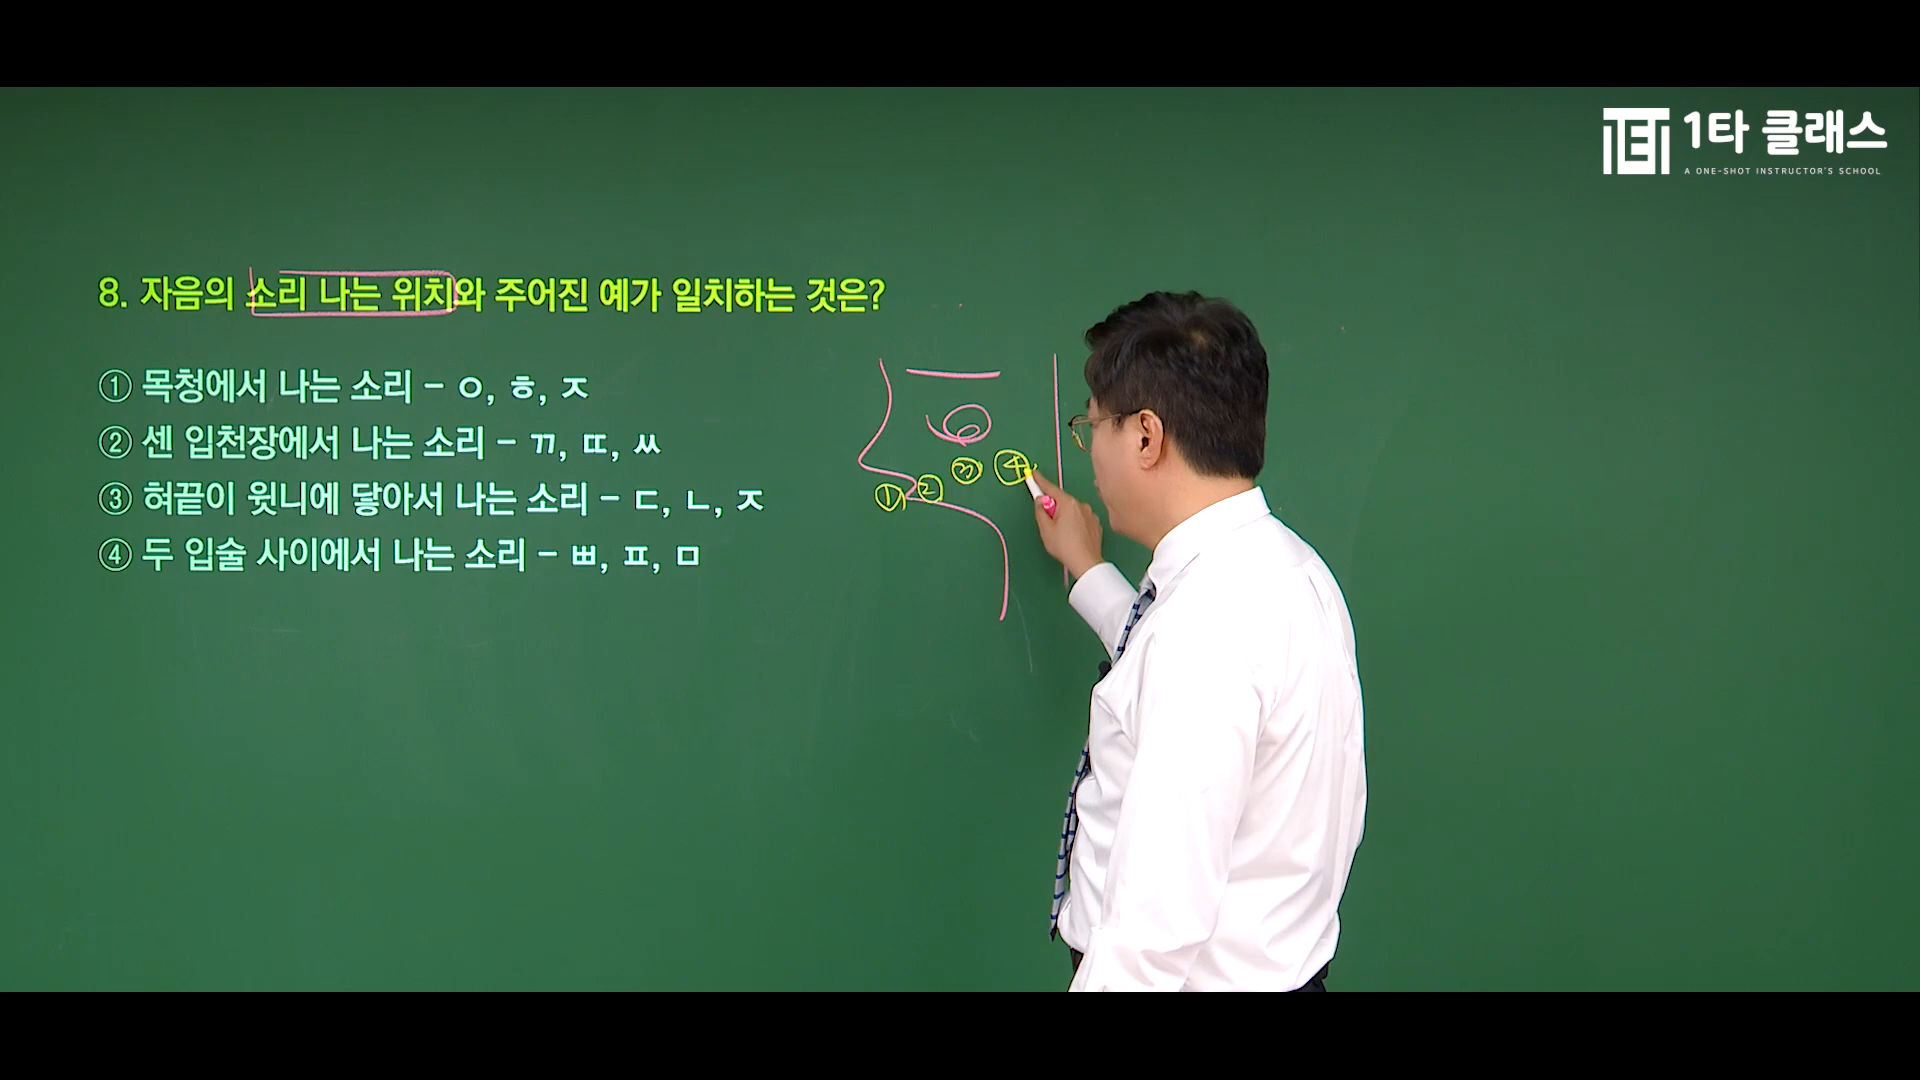 1타 클래스
A ONE-SHOT INSTRUCTOR'S SCHOOL
8. 자음의 소리 나는 위치와 주어진 예가 일치하는 것은?
① 목청에서 나는 소리 – ㅇ, ㅎ, ㅈ
② 센 입천장에서 나는 소리 – ㄲ, ㄸ, ㅆ
③ 혀끝이 윗니에 닿아서 나는 소리 – ㄷ, ㄴ, ㅈ
④ 두 입술 사이에서 나는 소리 – ㅃ, ㅍ, ㅁ
① ② ③ ④